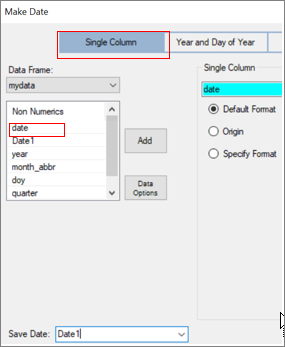 Make Date
Single Column
Year and Day of Year
Data Frame:
mydata
Non Numerics
date
Date1
year
month_abbr
doy
quarter
Add
Data
Options
Single Column
date
Default Format
Origin
Specify Format
Save Date:
Date1